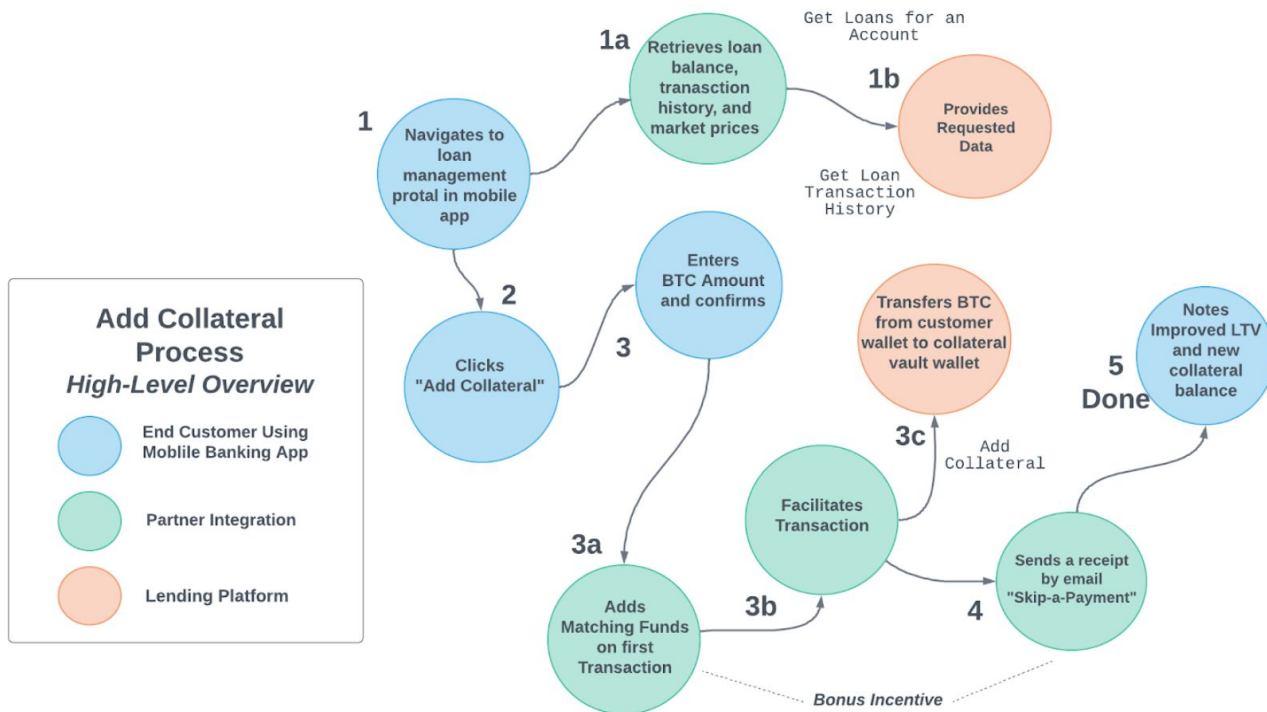 Get Loans for an
Account
1a
Retrieves loan
balance,
tranasction
history, and
market prices
1b
Provides
Requested
Data
1
Navigates to
loan
management
protal in mobile
app
Get Loan
Transaction
History
Enters
BTC Amount
and confirms
2
3
Clicks
"Add Collateral"
Transfers BTC
from customer
wallet to collateral
vault wallet
Notes
Improved LTV
and new
collateral
balance
5
Done
Add Collateral
Process
High-Level Overview
End Customer Using
Moblile Banking App
Partner Integration
Lending Platform
3c
Add
Collateral
Facilitates
Transaction
3a
Adds
Matching Funds
on first
Transaction
3b
4
Sends a receipt
by email
"Skip-a-Payment"
Bonus Incentive